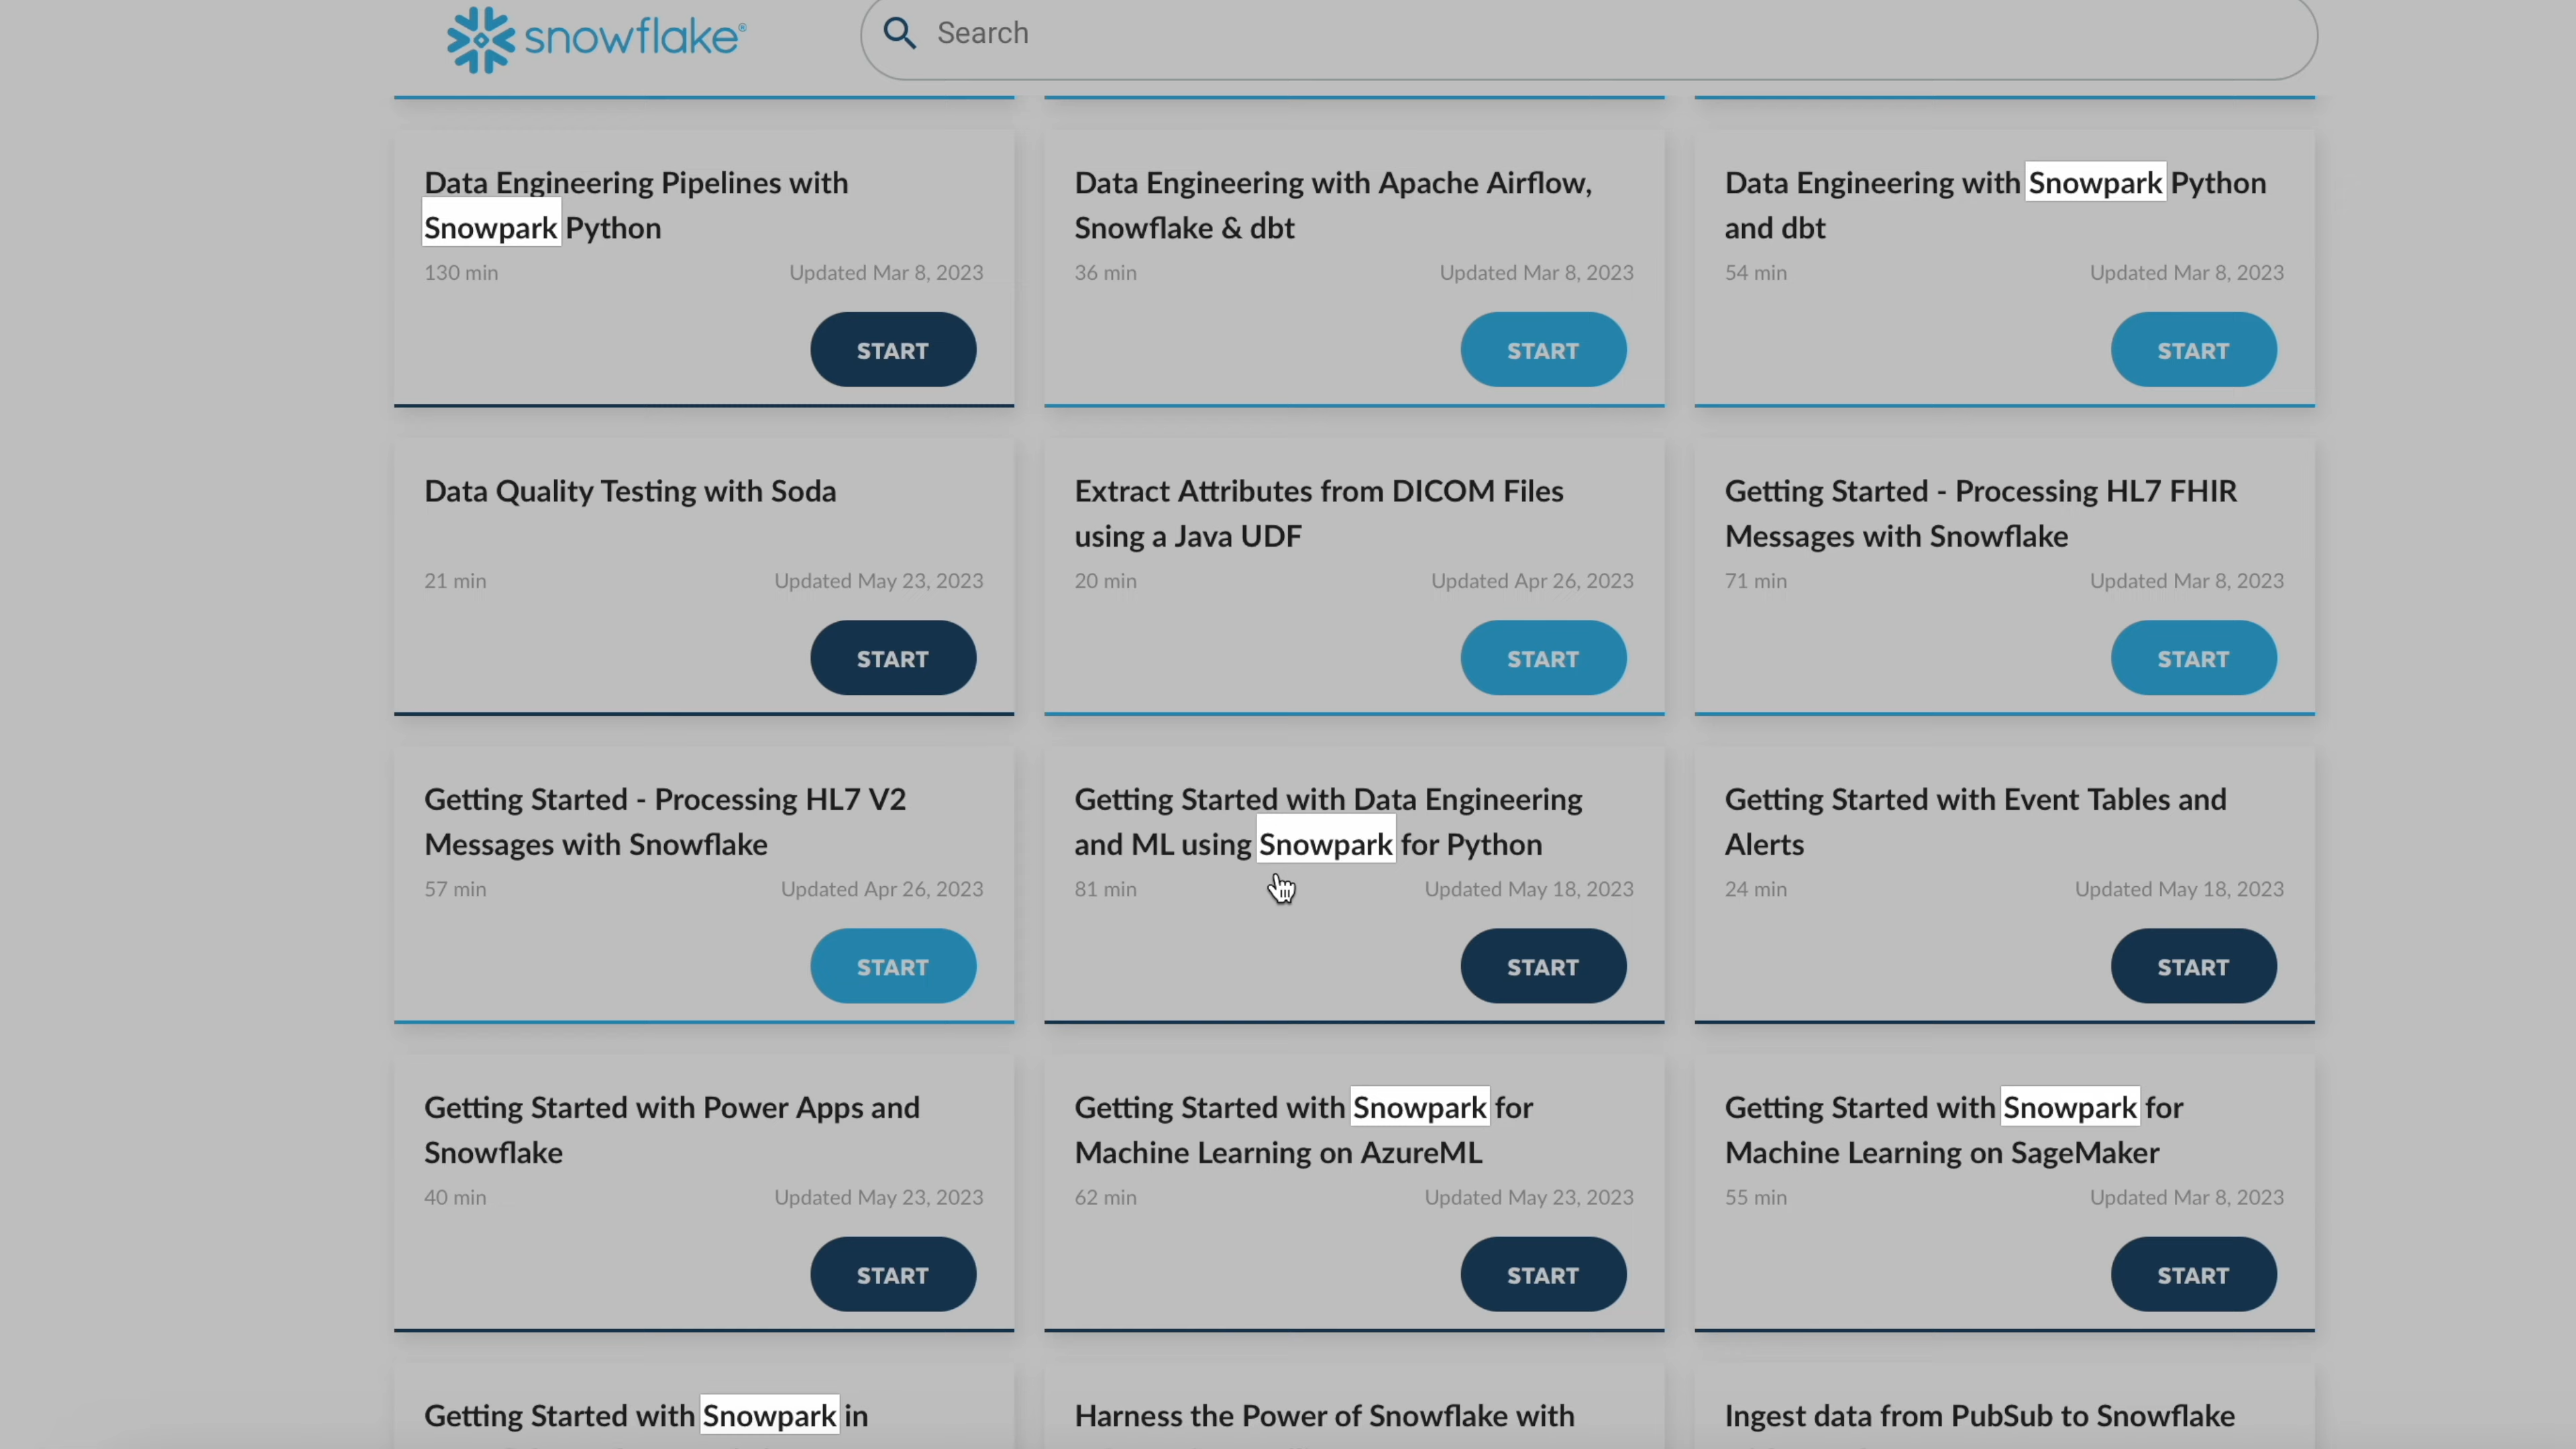 snowflake®
Search
Data Engineering Pipelines with
Snowpark Python
130 min
Updated Mar 8, 2023
START
Data Engineering with Apache Airflow,
Snowflake & dbt
36 min
Updated Mar 8, 2023
START
Data Engineering with Snowpark Python
and dbt
54 min
Updated Mar 8, 2023
START
Data Quality Testing with Soda
21 min
Updated May 23, 2023
START
Extract Attributes from DICOM Files
using a Java UDF
20 min
Updated Apr 26, 2023
START
Getting Started - Processing HL7 FHIR
Messages with Snowflake
71 min
Updated Mar 8, 2023
START
Getting Started - Processing HL7 V2
Messages with Snowflake
57 min
Updated Apr 26, 2023
START
Getting Started with Data Engineering
and ML using Snowpark for Python
81 min
Updated May 18, 2023
START
Getting Started with Event Tables and
Alerts
24 min
Updated May 18, 2023
START
Getting Started with Power Apps and
Snowflake
40 min
Updated May 23, 2023
START
Getting Started with Snowpark for
Machine Learning on AzureML
62 min
Updated May 23, 2023
START
Getting Started with Snowpark for
Machine Learning on SageMaker
55 min
Updated Mar 8, 2023
START
Getting Started with Snowpark in
Harness the Power of Snowflake with
Ingest data from PubSub to Snowflake